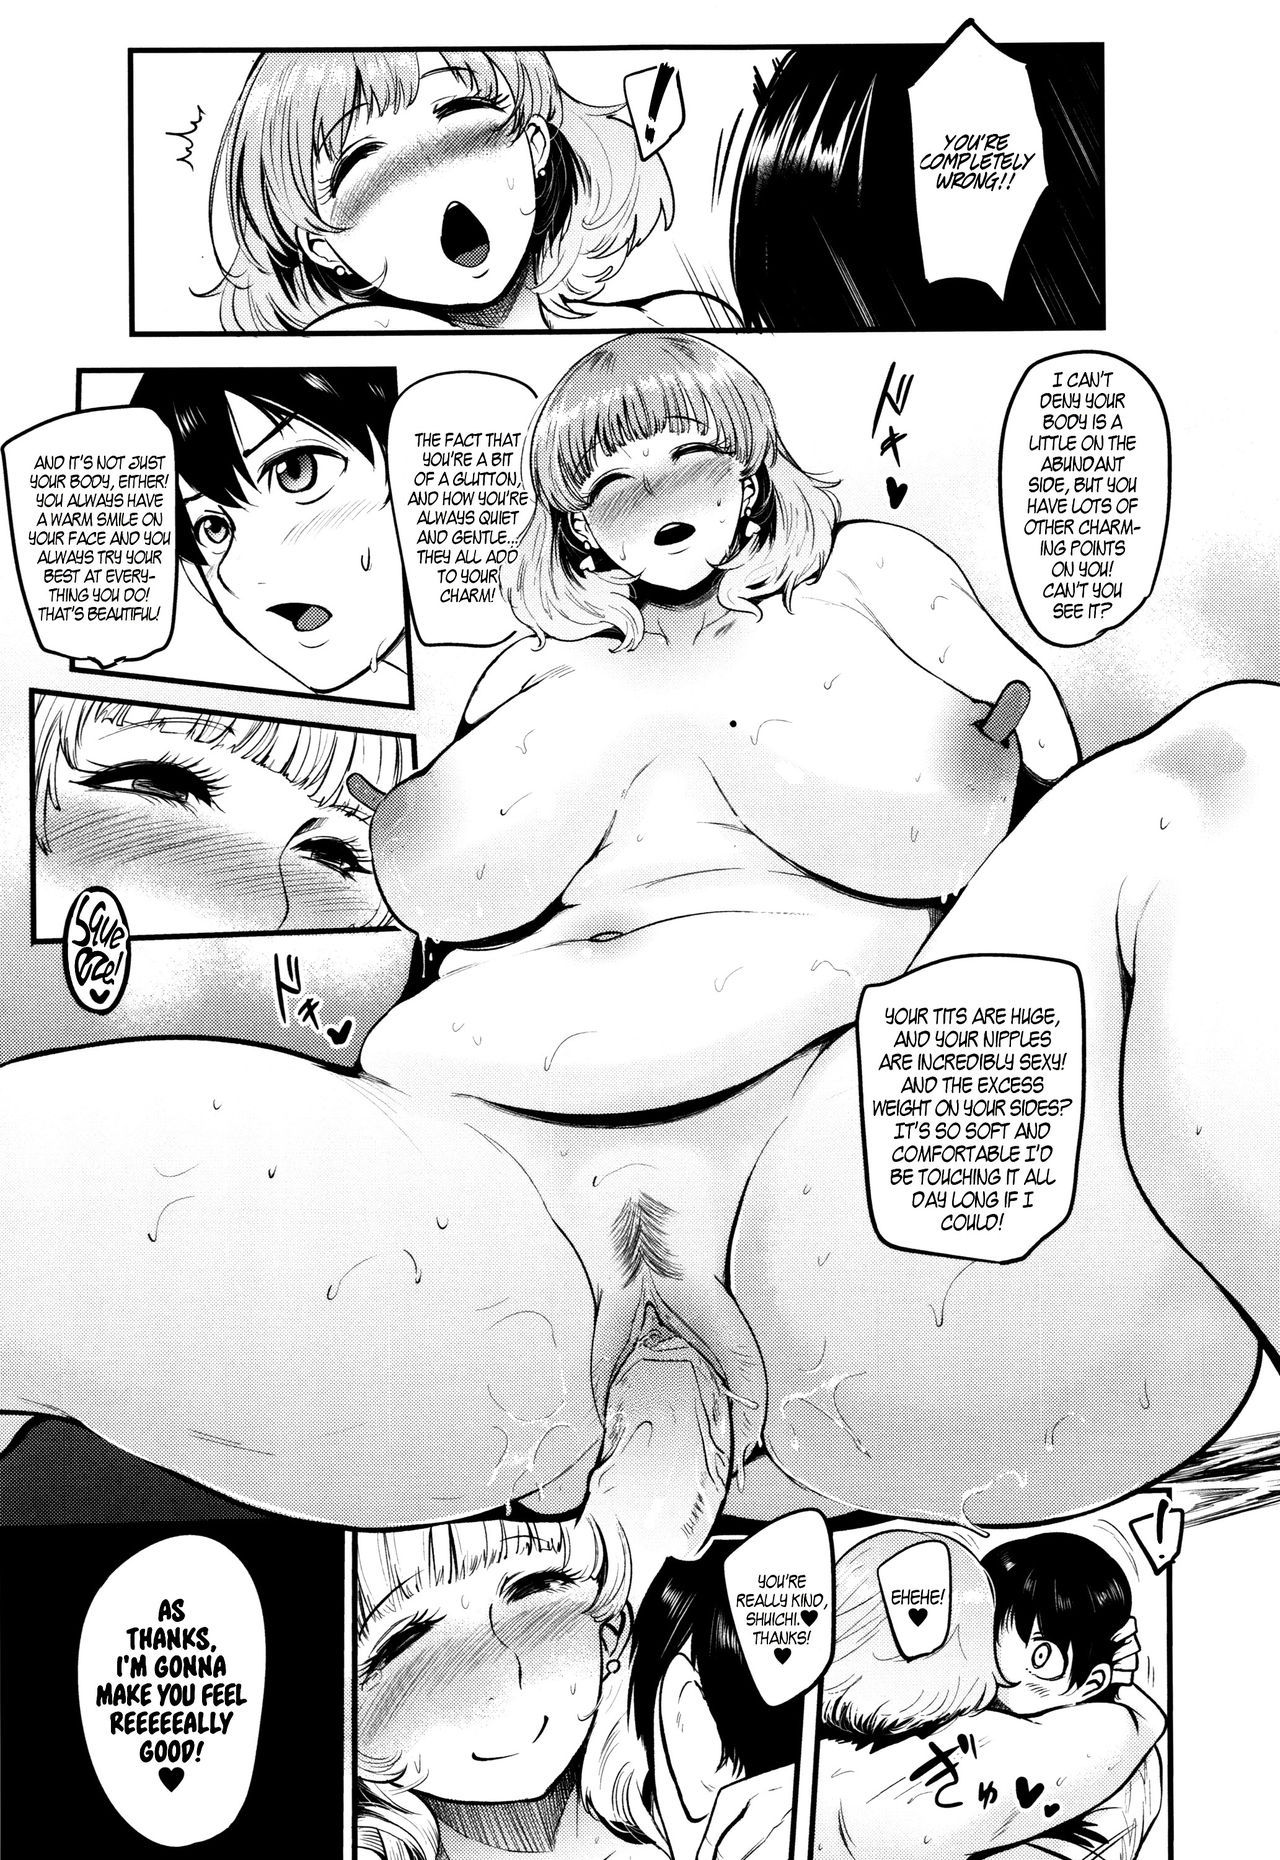 YOU'RE
COMPLETELY
WRONG!!
!
I CAN'T
DENY YOUR
BODY IS A
LITTLE ON THE
ABUNDANT
SIDE, BUT YOU
HAVE LOTS OF
OTHER CHARM-
ING POINTS
ON YOU!
CAN'T YOU
SEE IT?
ドキ
THE FACT THAT
YOU'RE A BIT
OF A GLUTTON,
AND HOW YOU'RE
ALWAYS QUIET
AND GENTLE...
THEY ALL ADD
TO YOUR
CHARM!
AND IT'S NOT JUST
YOUR BODY, EITHER!
YOU ALWAYS HAVE
A WARM SMILE ON
YOUR FACE AND YOU
ALWAYS TRY YOUR
BEST AT EVERY-
THING YOU DO!
THAT'S BEAUTIFUL!
SQUE
EZE!
♥
ドキ
YOUR TITS ARE HUGE,
AND YOUR NIPPLES
ARE INCREDIBLY SEXY!
AND THE EXCESS
WEIGHT ON YOUR SIDES?
IT'S SO SOFT AND
COMFORTABLE I'D
BE TOUCHING IT ALL
DAY LONG IF I
COULD!
!
EHEHE!
♥
YOU'RE
REALLY KIND,
SHUICHI.♥
THANKS!
♥
ぎゅ
AS
THANKS,
I'M GONNA
MAKE YOU FEEL
REEEEEALLY
GOOD!
♥